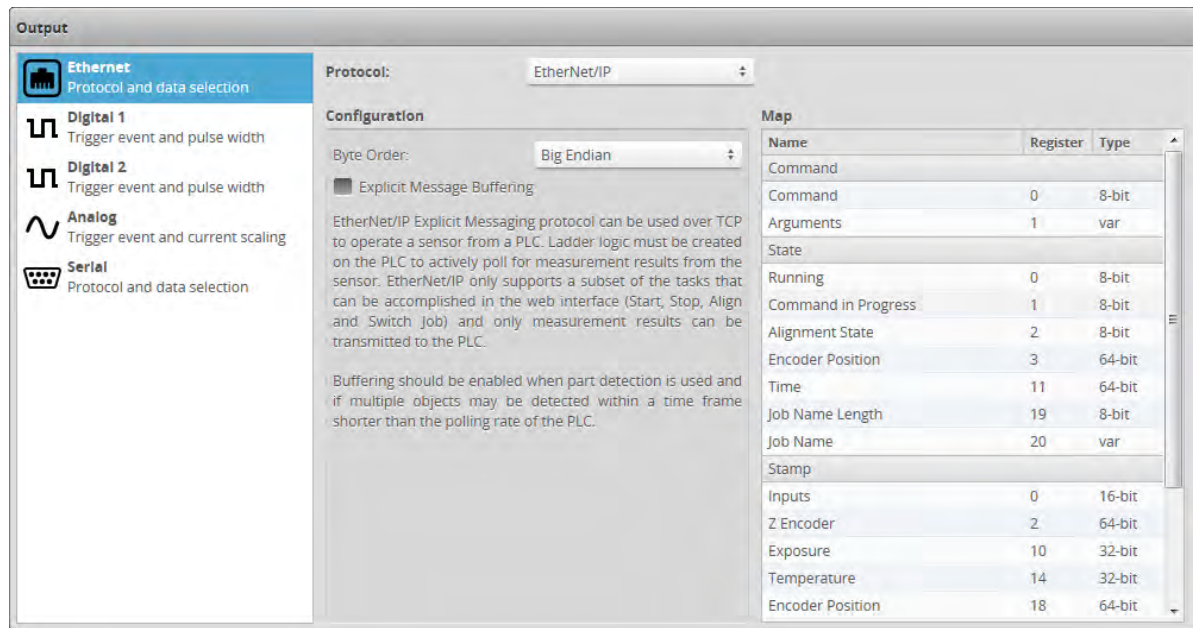 Output
Ethernet
Protocol and data selection
Digital 1
Trigger event and pulse width
Digital 2
Trigger event and pulse width
Analog
Trigger event and current scaling
Serial
Protocol and data selection
Protocol: EtherNet/IP
Configuration
Byte Order: Big Endian
Explicit Message Buffering
EtherNet/IP Explicit Messaging protocol can be used over TCP
to operate a sensor from a PLC. Ladder logic must be created
on the PLC to actively poll for measurement results from the
sensor. EtherNet/IP only supports a subset of the tasks that
can be accomplished in the web interface (Start, Stop, Align
and Switch Job) and only measurement results can be
transmitted to the PLC.
Buffering should be enabled when part detection is used and
if multiple objects may be detected within a time frame
shorter than the polling rate of the PLC.
Map
Name Register Type
Command
Command 0 8-bit
Arguments 1 var
State
Running 0 8-bit
Command in Progress 1 8-bit
Alignment State 2 8-bit
Encoder Position 3 64-bit
Time 11 64-bit
Job Name Length 19 8-bit
Job Name 20 var
Stamp
Inputs 0 16-bit
Z Encoder 2 64-bit
Exposure 10 32-bit
Temperature 14 32-bit
Encoder Position 18 64-bit